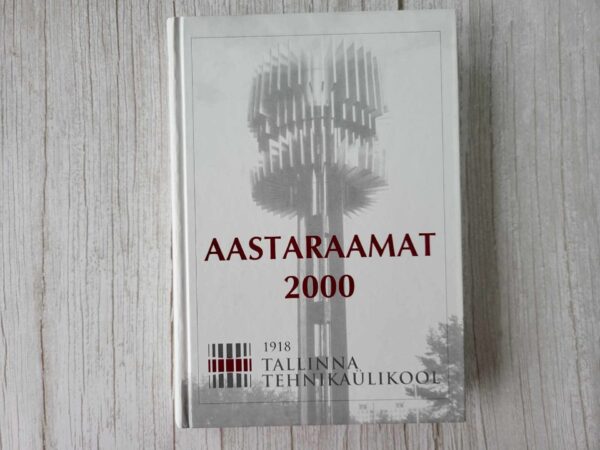 AASTARAAMAT
2000
1918
TALLINNA
TEHNIKAÜLIKOOL